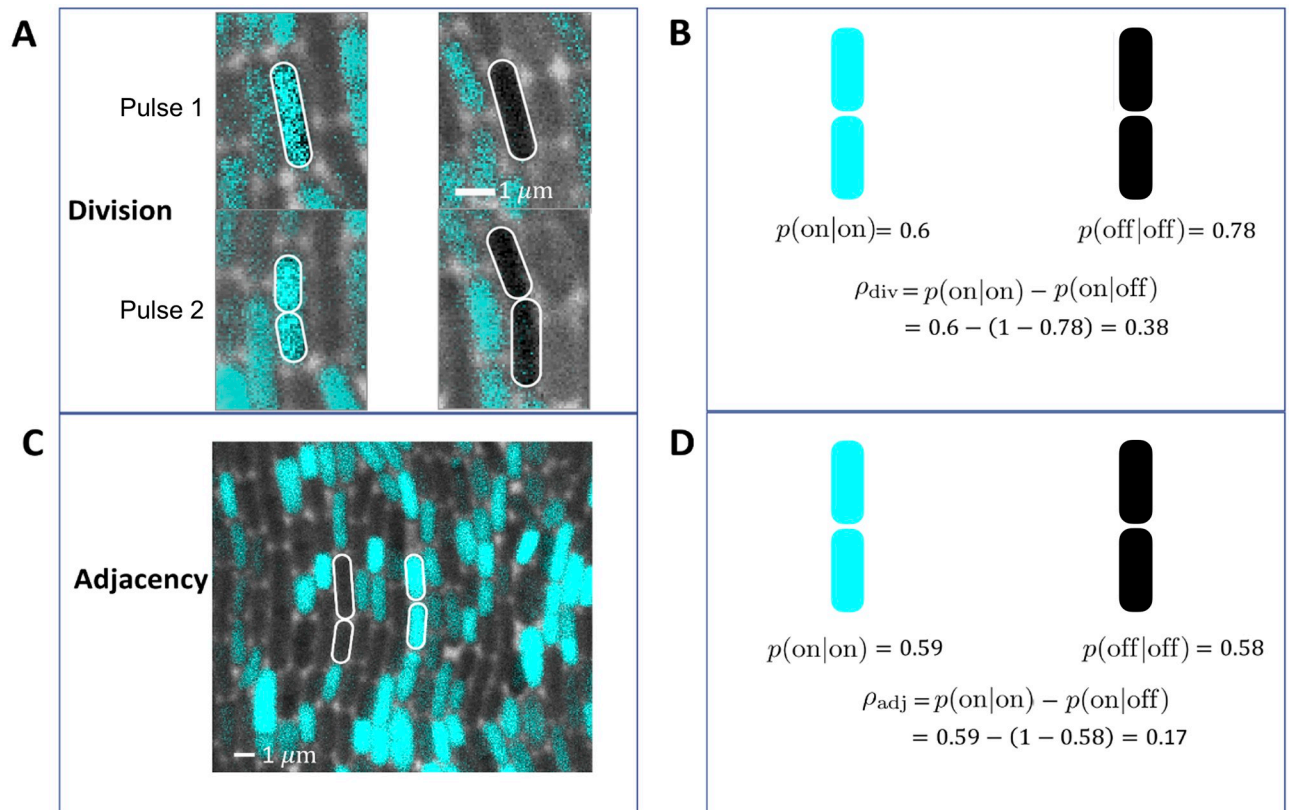 A
Pulse 1
Division
Pulse 2
1 μm
B
p(on|on)= 0.6
p(off|off)= 0.78
ρdiv = p(on|on) − p(on|off)
= 0.6 − (1 − 0.78) = 0.38
C
Adjacency
1 μm
D
p(on|on) = 0.59
p(off|off) = 0.58
ρadj = p(on|on) − p(on|off)
= 0.59 − (1 − 0.58) = 0.17